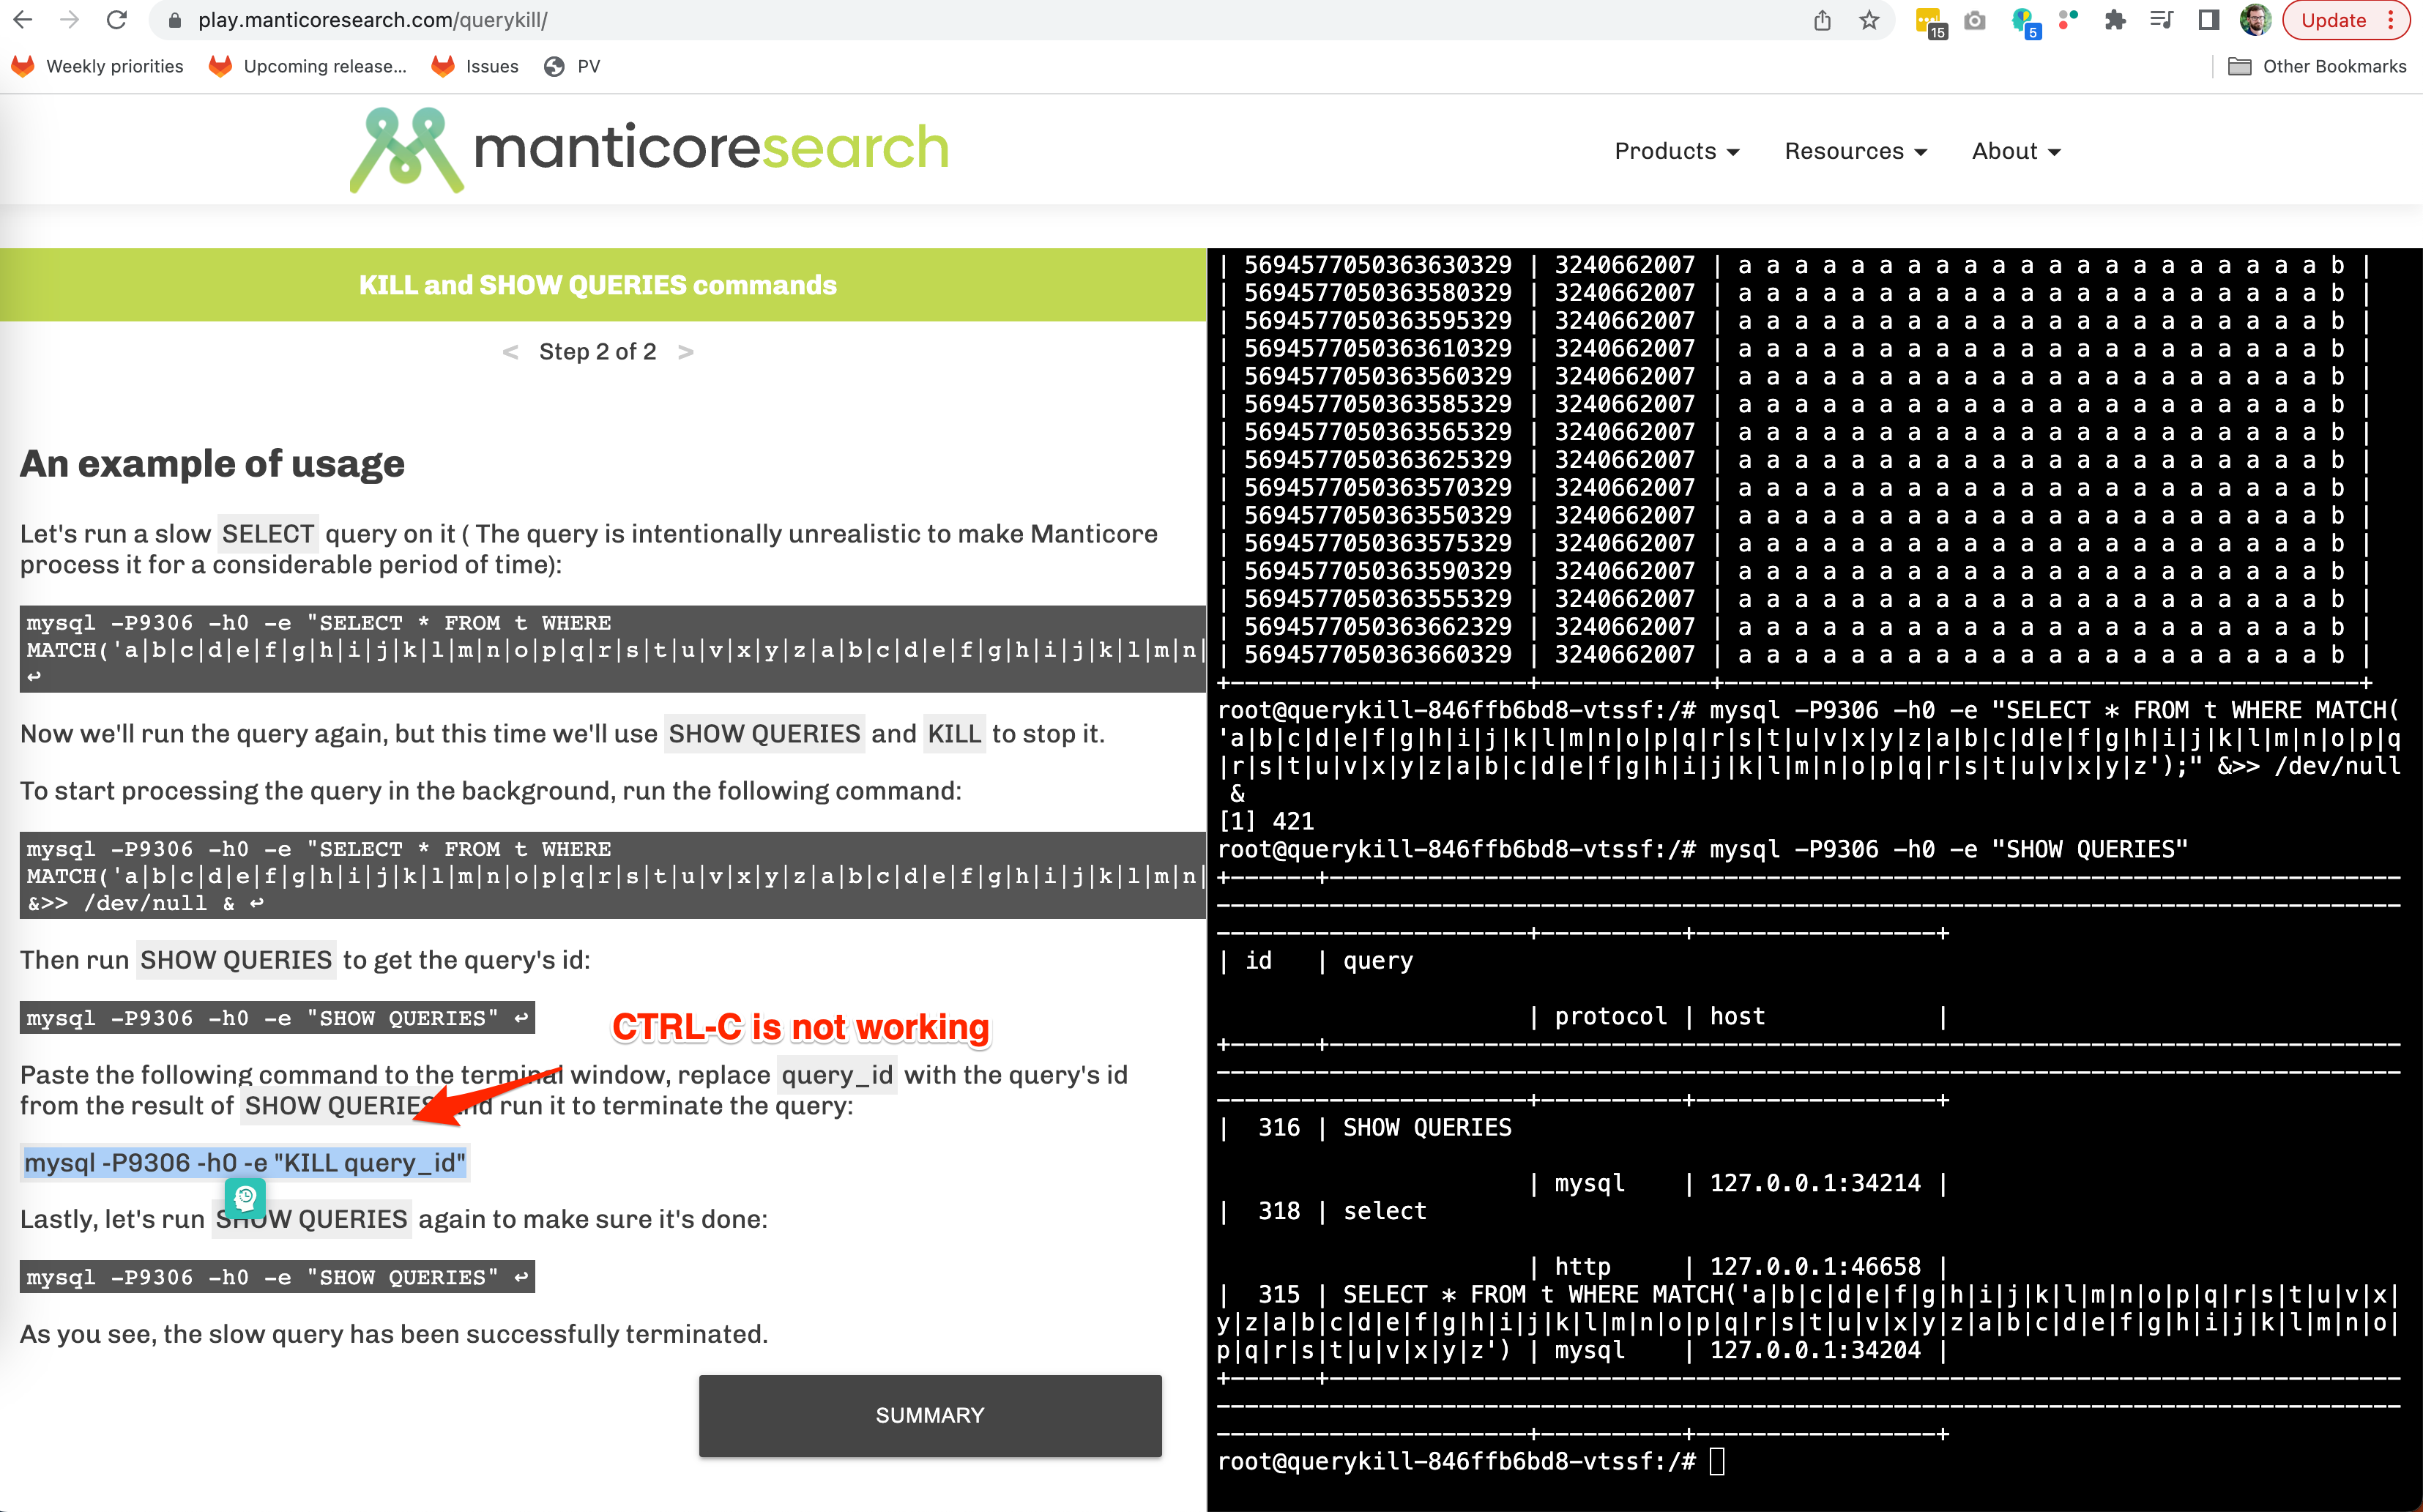 play.manticoresearch.com/querykill/
15
5
Update
Weekly priorities
Upcoming release...
Issues
PV
Other Bookmarks
manticoresearch
Products
Resources
About
KILL and SHOW QUERIES commands
< Step 2 of 2 >
An example of usage
Let's run a slow SELECT query on it ( The query is intentionally unrealistic to make Manticore
process it for a considerable period of time):
mysql -P9306 -h0 -e "SELECT * FROM t WHERE
MATCH('a|b|c|d|e|f|g|h|i|j|k|l|m|n|o|p|q|r|s|t|u|v|x|y|z|a|b|c|d|e|f|g|h|i|j|k|l|m|n|
↩
Now we'll run the query again, but this time we'll use SHOW QUERIES and KILL to stop it.
To start processing the query in the background, run the following command:
mysql -P9306 -h0 -e "SELECT * FROM t WHERE
MATCH('a|b|c|d|e|f|g|h|i|j|k|l|m|n|o|p|q|r|s|t|u|v|x|y|z|a|b|c|d|e|f|g|h|i|j|k|l|m|n|
&>> /dev/null & ↩
Then run SHOW QUERIES to get the query's id:
mysql -P9306 -h0 -e "SHOW QUERIES" ↩
CTRL-C is not working
Paste the following command to the terminal window, replace query_id with the query's id
from the result of SHOW QUERIES and run it to terminate the query:
mysql -P9306 -h0 -e "KILL query_id"
Lastly, let's run SHOW QUERIES again to make sure it's done:
mysql -P9306 -h0 -e "SHOW QUERIES" ↩
As you see, the slow query has been successfully terminated.
SUMMARY
| 5694577050363630329 | 3240662007 | a a a a a a a a a a a a a a a a a a a a a b |
| 5694577050363580329 | 3240662007 | a a a a a a a a a a a a a a a a a a a a a b |
| 5694577050363595329 | 3240662007 | a a a a a a a a a a a a a a a a a a a a a b |
| 5694577050363610329 | 3240662007 | a a a a a a a a a a a a a a a a a a a a a b |
| 5694577050363560329 | 3240662007 | a a a a a a a a a a a a a a a a a a a a a b |
| 5694577050363585329 | 3240662007 | a a a a a a a a a a a a a a a a a a a a a b |
| 5694577050363565329 | 3240662007 | a a a a a a a a a a a a a a a a a a a a a b |
| 5694577050363625329 | 3240662007 | a a a a a a a a a a a a a a a a a a a a a b |
| 5694577050363570329 | 3240662007 | a a a a a a a a a a a a a a a a a a a a a b |
| 5694577050363550329 | 3240662007 | a a a a a a a a a a a a a a a a a a a a a b |
| 5694577050363575329 | 3240662007 | a a a a a a a a a a a a a a a a a a a a a b |
| 5694577050363590329 | 3240662007 | a a a a a a a a a a a a a a a a a a a a a b |
| 5694577050363555329 | 3240662007 | a a a a a a a a a a a a a a a a a a a a a b |
| 5694577050363662329 | 3240662007 | a a a a a a a a a a a a a a a a a a a a a b |
| 5694577050363660329 | 3240662007 | a a a a a a a a a a a a a a a a a a a a a b |
+----------------------+------------+----------------------------------------------+
root@querykill-846ffb6bd8-vtssf:/# mysql -P9306 -h0 -e "SELECT * FROM t WHERE MATCH(
'a|b|c|d|e|f|g|h|i|j|k|l|m|n|o|p|q|r|s|t|u|v|x|y|z|a|b|c|d|e|f|g|h|i|j|k|l|m|n|o|p|q
|r|s|t|u|v|x|y|z|a|b|c|d|e|f|g|h|i|j|k|l|m|n|o|p|q|r|s|t|u|v|x|y|z');" &>> /dev/null
&
[1] 421
root@querykill-846ffb6bd8-vtssf:/# mysql -P9306 -h0 -e "SHOW QUERIES"
| id | query
| protocol | host |
| 316 | SHOW QUERIES
| mysql | 127.0.0.1:34214 |
| 318 | select
| http | 127.0.0.1:46658 |
| 315 | SELECT * FROM t WHERE MATCH('a|b|c|d|e|f|g|h|i|j|k|l|m|n|o|p|q|r|s|t|u|v|x|
y|z|a|b|c|d|e|f|g|h|i|j|k|l|m|n|o|p|q|r|s|t|u|v|x|y|z|a|b|c|d|e|f|g|h|i|j|k|l|m|n|o|
p|q|r|s|t|u|v|x|y|z') | mysql | 127.0.0.1:34204 |
root@querykill-846ffb6bd8-vtssf:/#